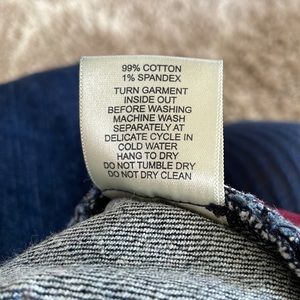 99% COTTON
1% SPANDEX
TURN GARMENT
INSIDE OUT
BEFORE WASHING
MACHINE WASH
SEPARATELY AT
DELICATE CYCLE IN
COLD WATER
HANG TO DRY
DO NOT TUMBLE DRY
DO NOT DRY CLEAN